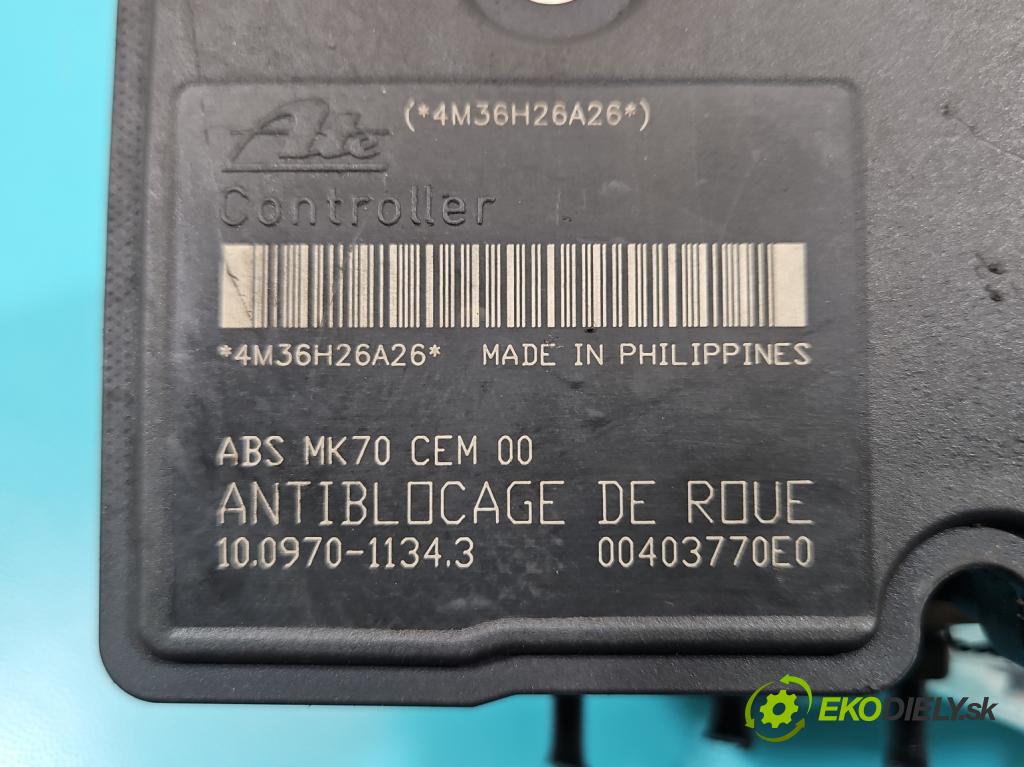 Ate (*4M36H26A26*)
Controller
*4M36H26A26* MADE IN PHILIPPINES
ABS MK70 CEM 00
ANTIBLOCAGE DE ROUE
10.0970-1134.3 00403770E0
EKODIELY.sk